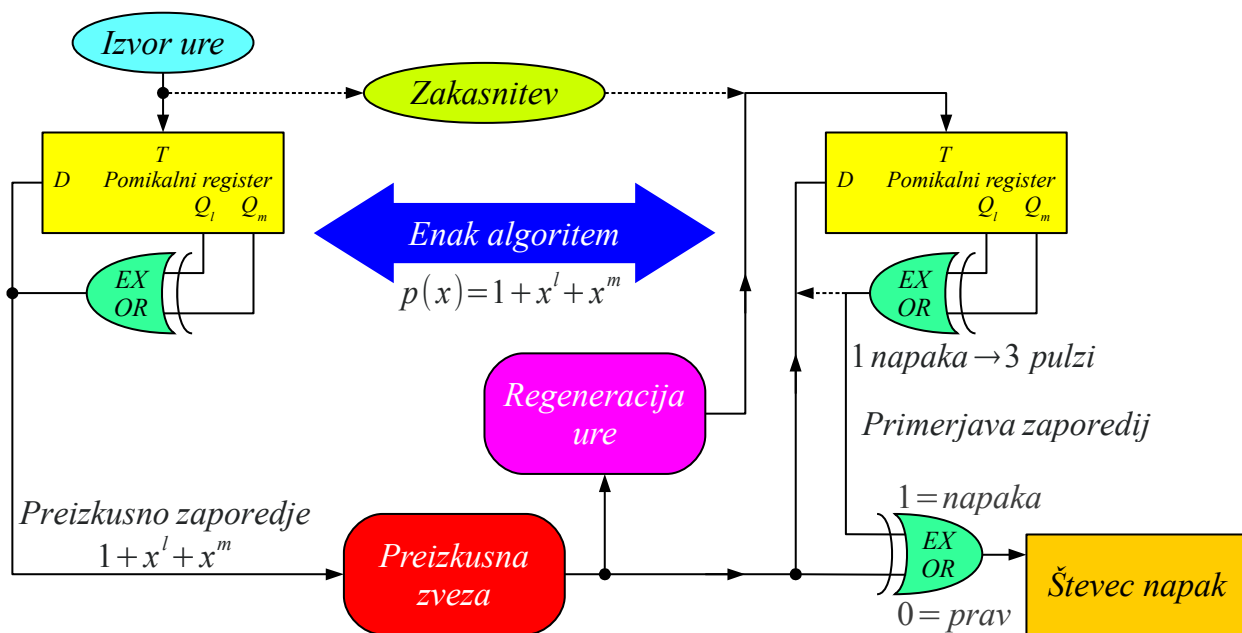 Izvor ure
Zakasnitev
T
D Pomikalni register
Q_l Q_m
EX
OR
Enak algoritem
p(x)=1+x^l+x^m
T
D Pomikalni register
Q_l Q_m
EX
OR
1 napaka→3 pulzi
Regeneracija
ure
Primerjava zaporedij
Preizkusno zaporedje
1+x^l+x^m
Preizkusna
zveza
1=napaka
EX
OR
0=prav
Števec napak